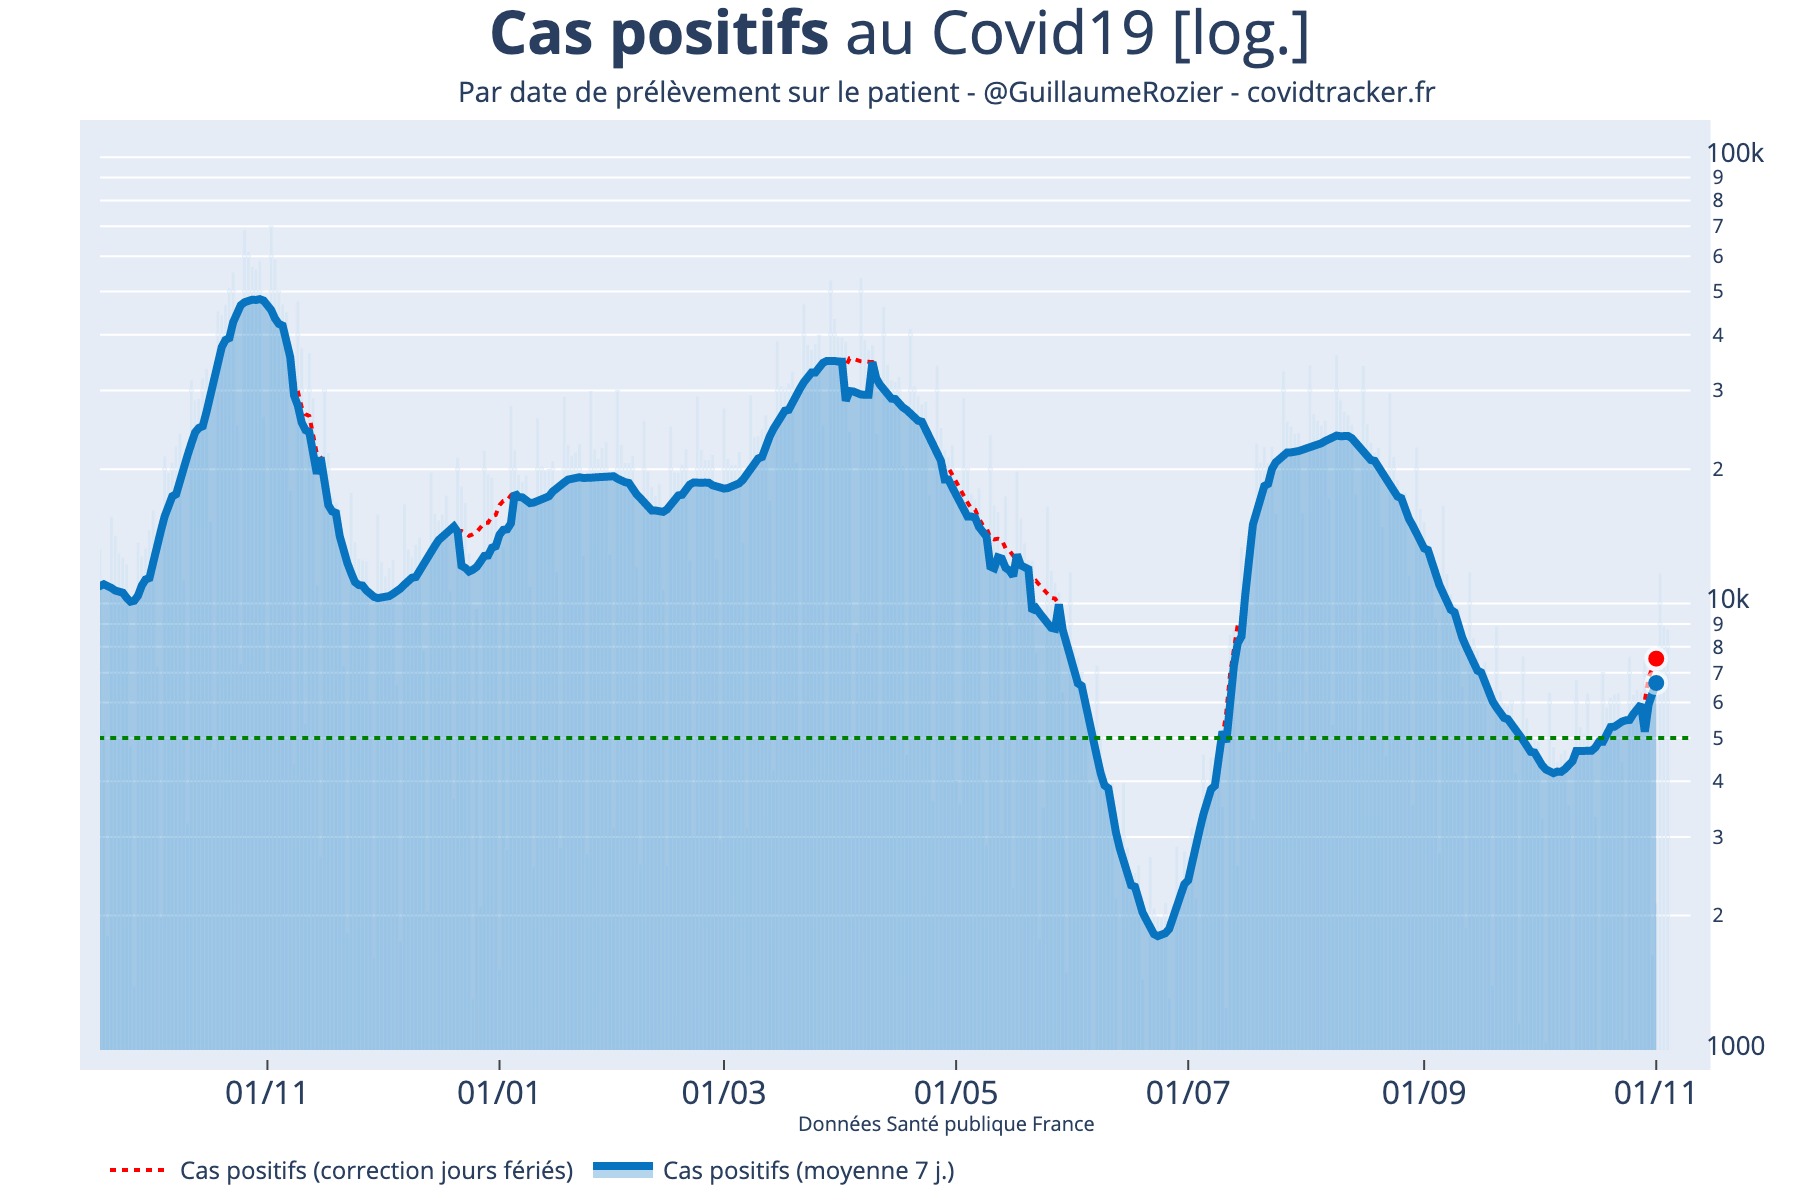 Cas positifs au Covid19 [log.]
Par date de prélèvement sur le patient - @GuillaumeRozier - covidtracker.fr
100k
9
8
7
6
5
4
3
2
10k
9
8
7
6
5
4
3
2
1000
01/11 01/01 01/03 01/05 01/07 01/09 01/11
Données Santé publique France
Cas positifs (correction jours fériés) Cas positifs (moyenne 7 j.)